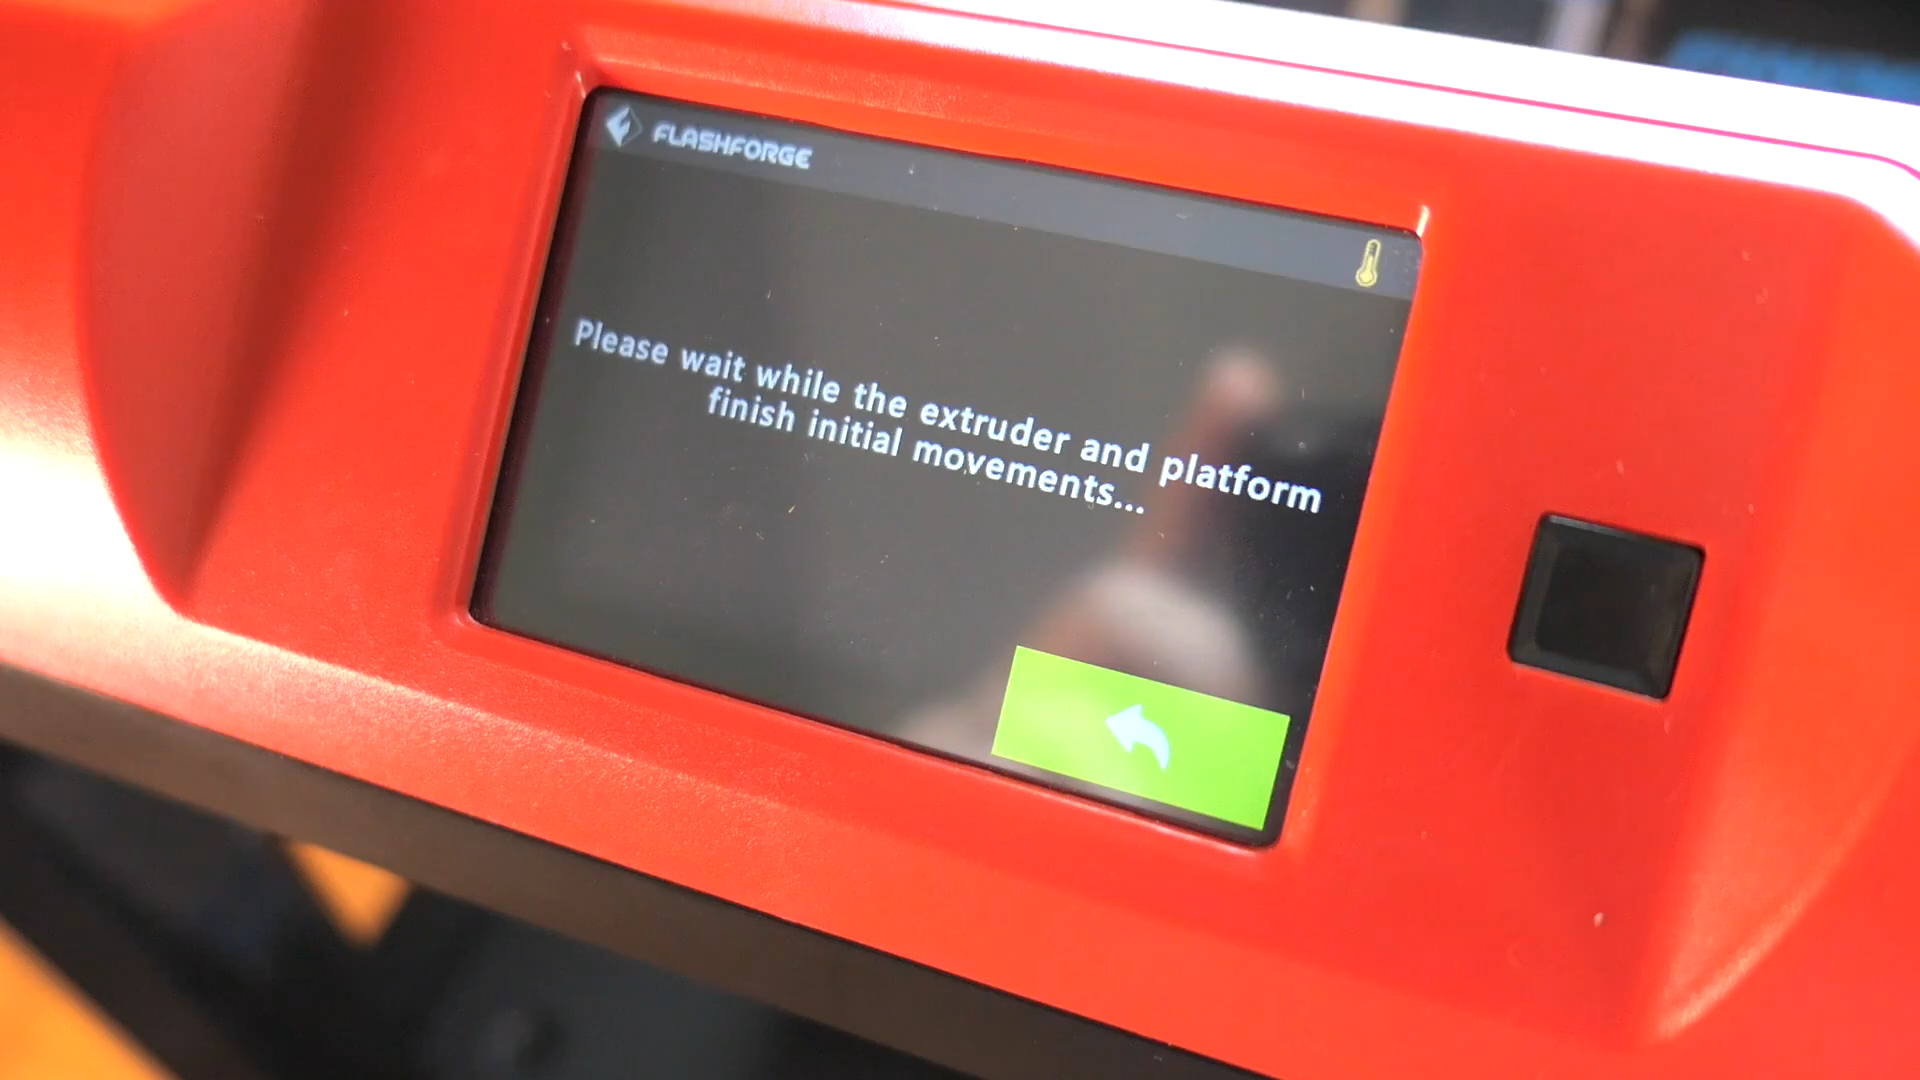 FLASHFORGE
Please wait while the extruder and platform
finish initial movements...